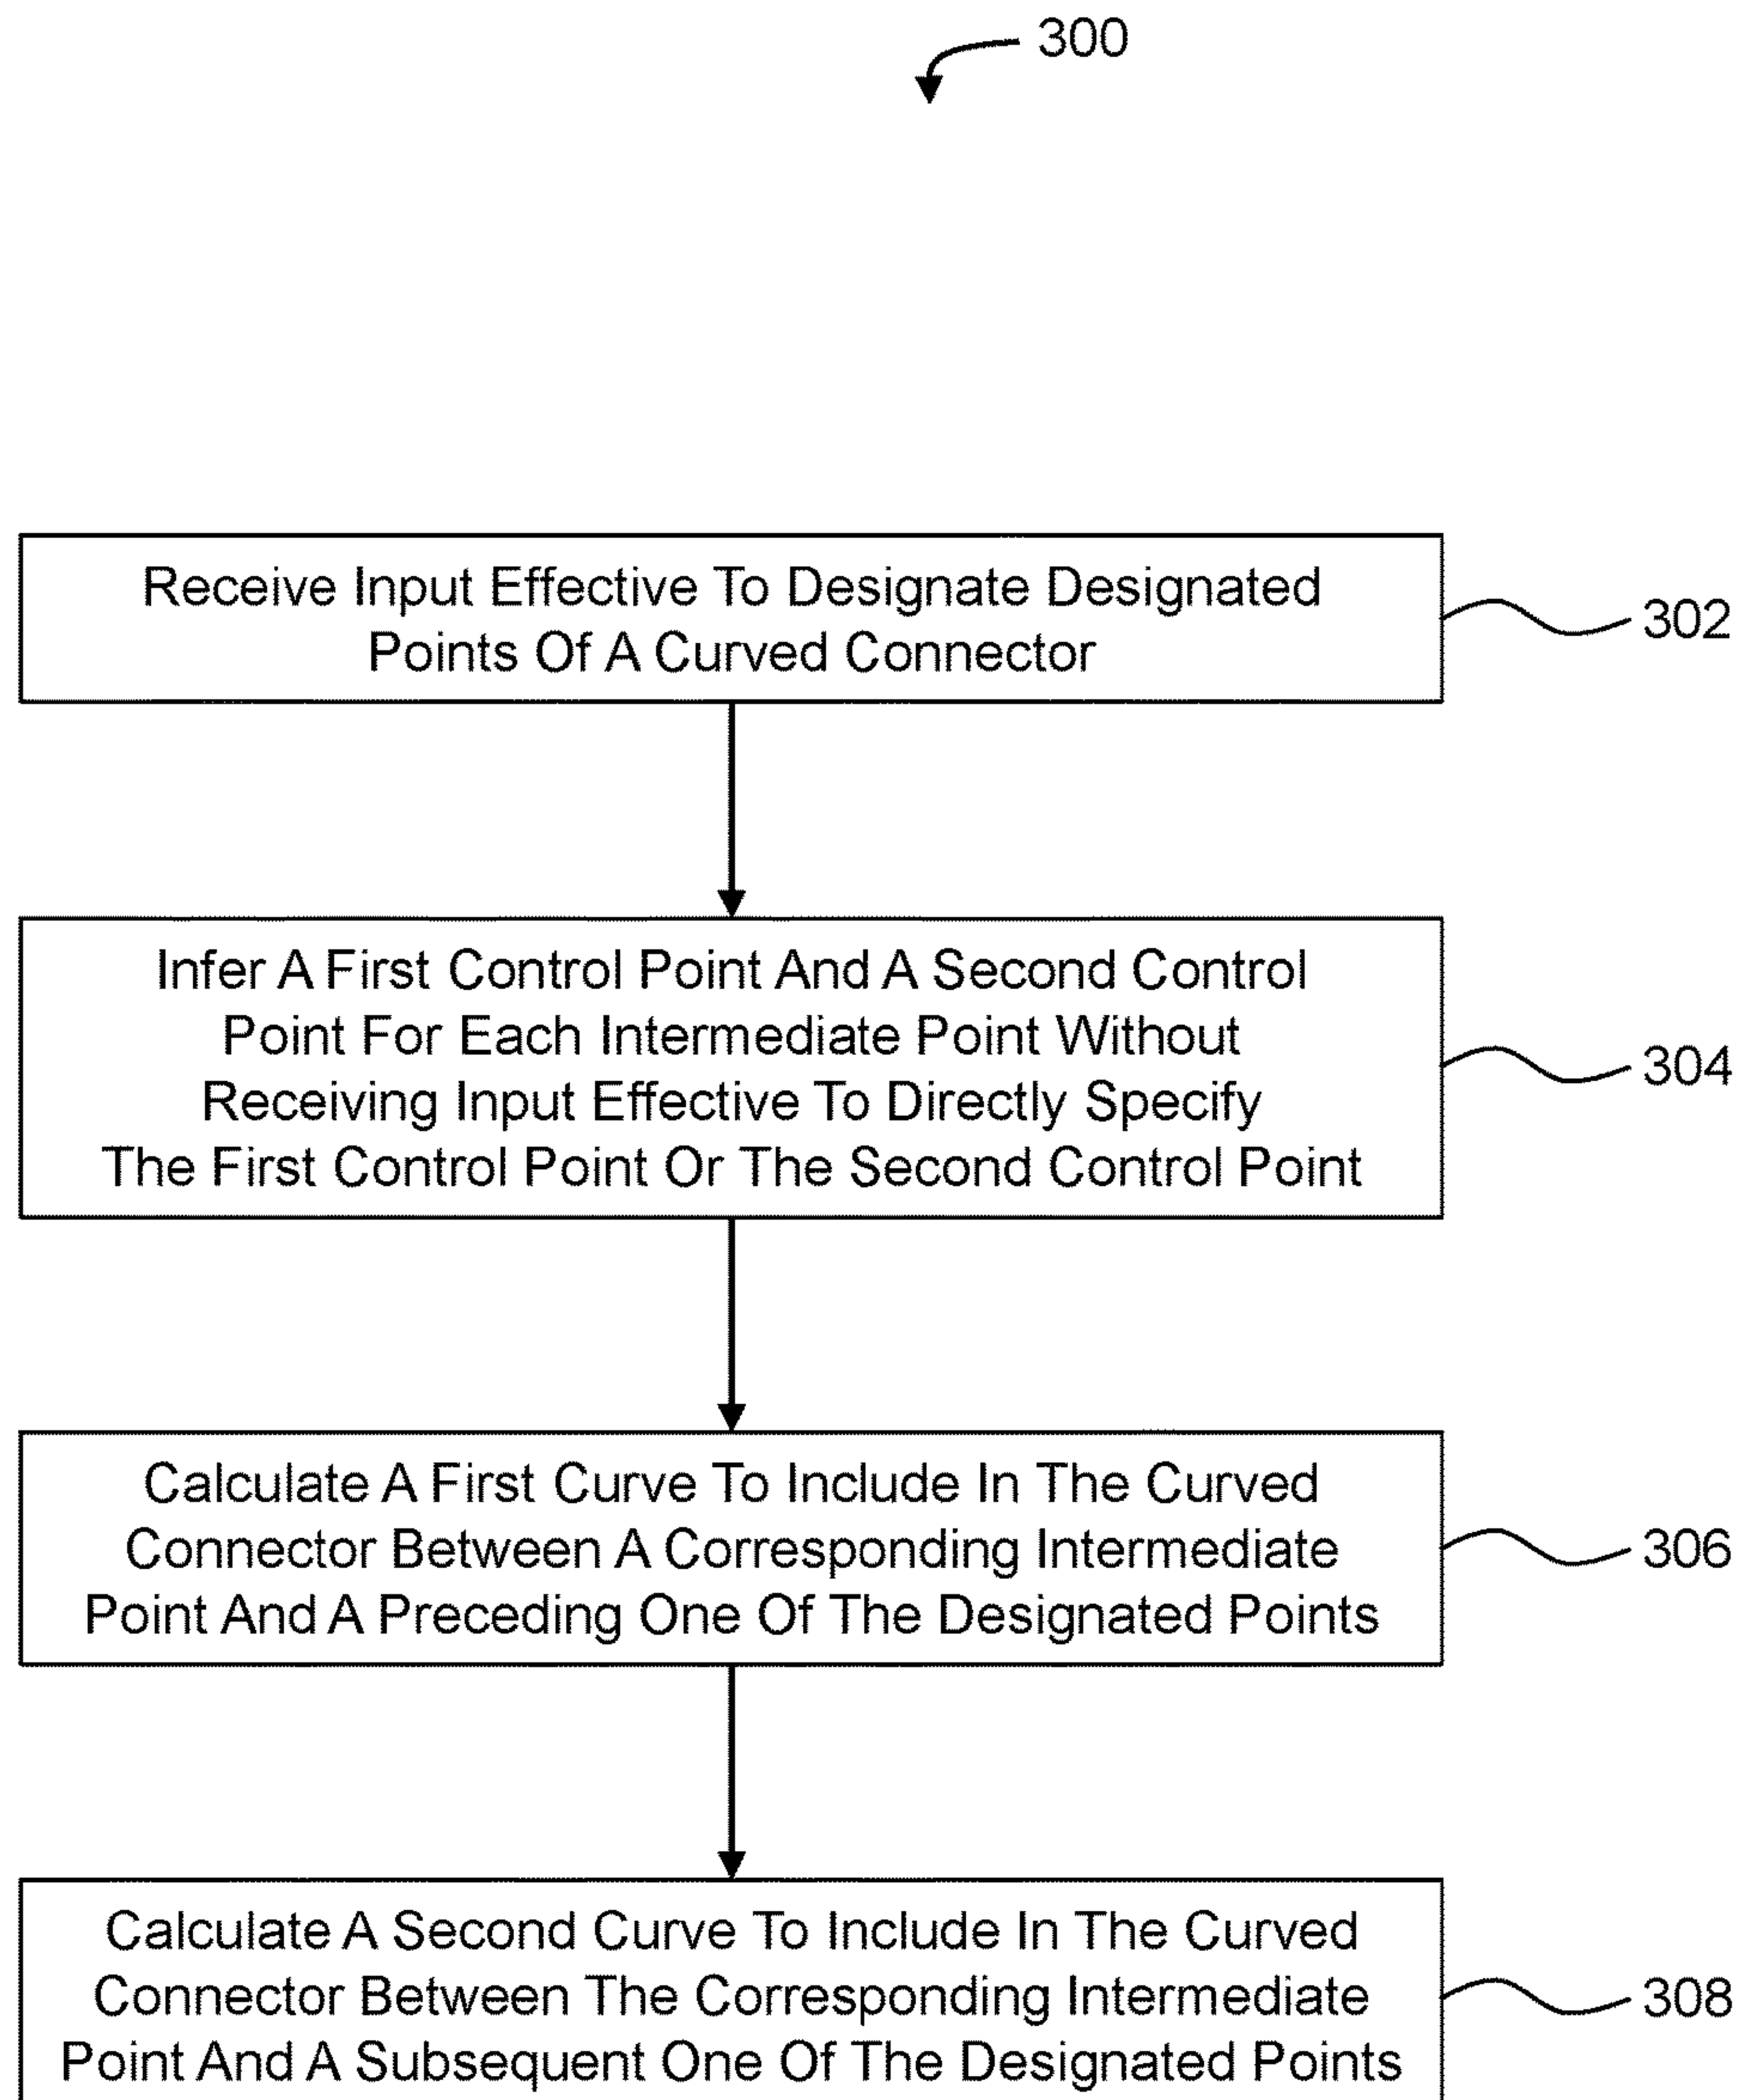 300
Receive Input Effective To Designate Designated
Points Of A Curved Connector
302
Infer A First Control Point And A Second Control
Point For Each Intermediate Point Without
Receiving Input Effective To Directly Specify
The First Control Point Or The Second Control Point
304
Calculate A First Curve To Include In The Curved
Connector Between A Corresponding Intermediate
Point And A Preceding One Of The Designated Points
306
Calculate A Second Curve To Include In The Curved
Connector Between The Corresponding Intermediate
Point And A Subsequent One Of The Designated Points
308